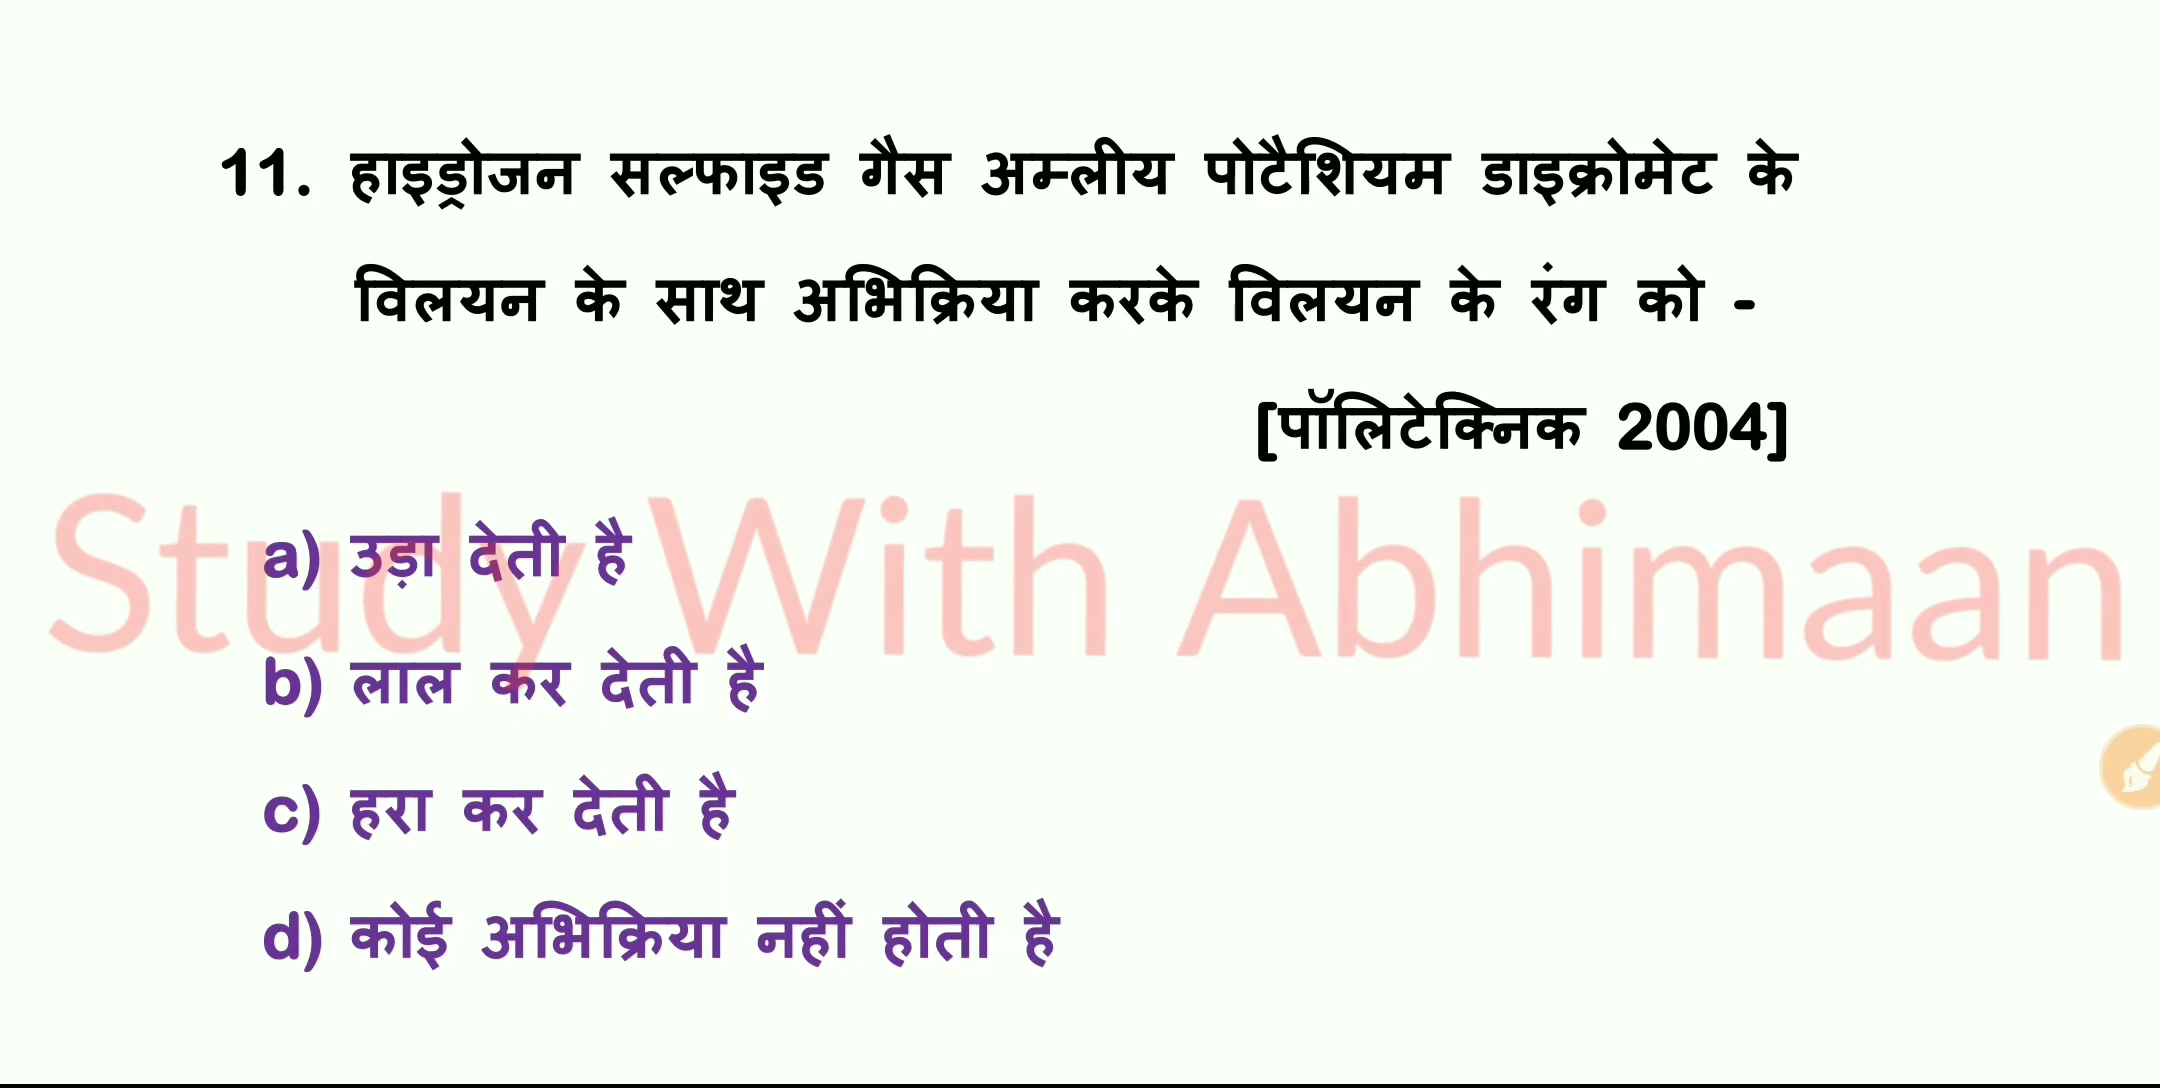 11. हाइड्रोजन सल्फाइड गैस अम्लीय पोटैशियम डाइक्रोमेट के
विलयन के साथ अभिक्रिया करके विलयन के रंग को -
[पॉलिटेक्निक 2004]
Study With Abhimaan
a) उड़ा देती है
b) लाल कर देती है
c) हरा कर देती है
d) कोई अभिक्रिया नहीं होती है